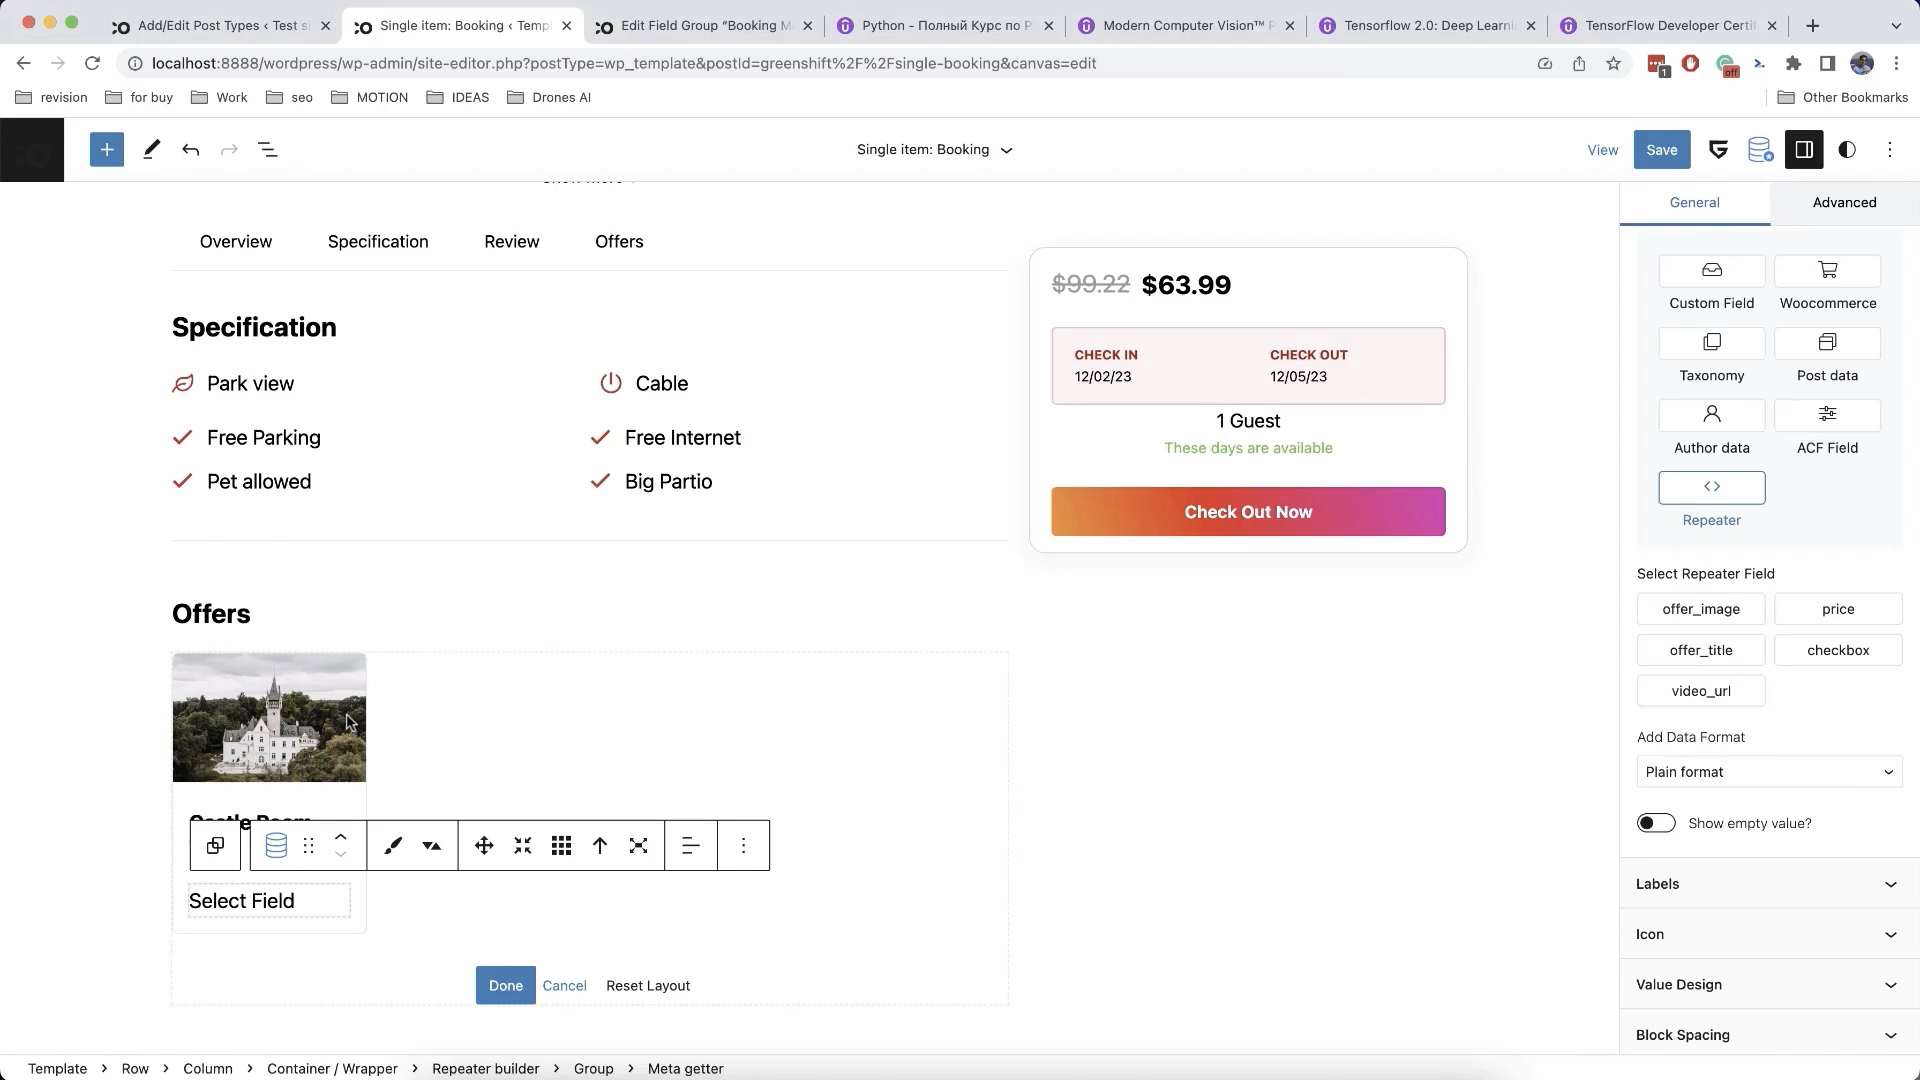 Add/Edit Post Types ‹ Test si
Single item: Booking ‹ Templ
Edit Field Group “Booking M
Python - Полный Курс по P
Modern Computer Vision™ P
Tensorflow 2.0: Deep Learnin
TensorFlow Developer Certif
localhost:8888/wordpress/wp-admin/site-editor.php?postType=wp_template&postId=greenshift%2F%2Fsingle-booking&canvas=edit
1
off
revision
for buy
Work
seo
MOTION
IDEAS
Drones AI
Other Bookmarks
Single item: Booking
View
Save
General
Advanced
Overview
Specification
Review
Offers
$99.22 $63.99
CHECK IN
12/02/23
CHECK OUT
12/05/23
1 Guest
These days are available
Check Out Now
Specification
Park view
Cable
Free Parking
Free Internet
Pet allowed
Big Partio
Offers
Castle Room
Select Field
Done
Cancel
Reset Layout
Custom Field
Woocommerce
Taxonomy
Post data
Author data
ACF Field
Repeater
Select Repeater Field
offer_image
price
offer_title
checkbox
video_url
Add Data Format
Plain format
Show empty value?
Labels
Icon
Value Design
Block Spacing
Template
Row
Column
Container / Wrapper
Repeater builder
Group
Meta getter